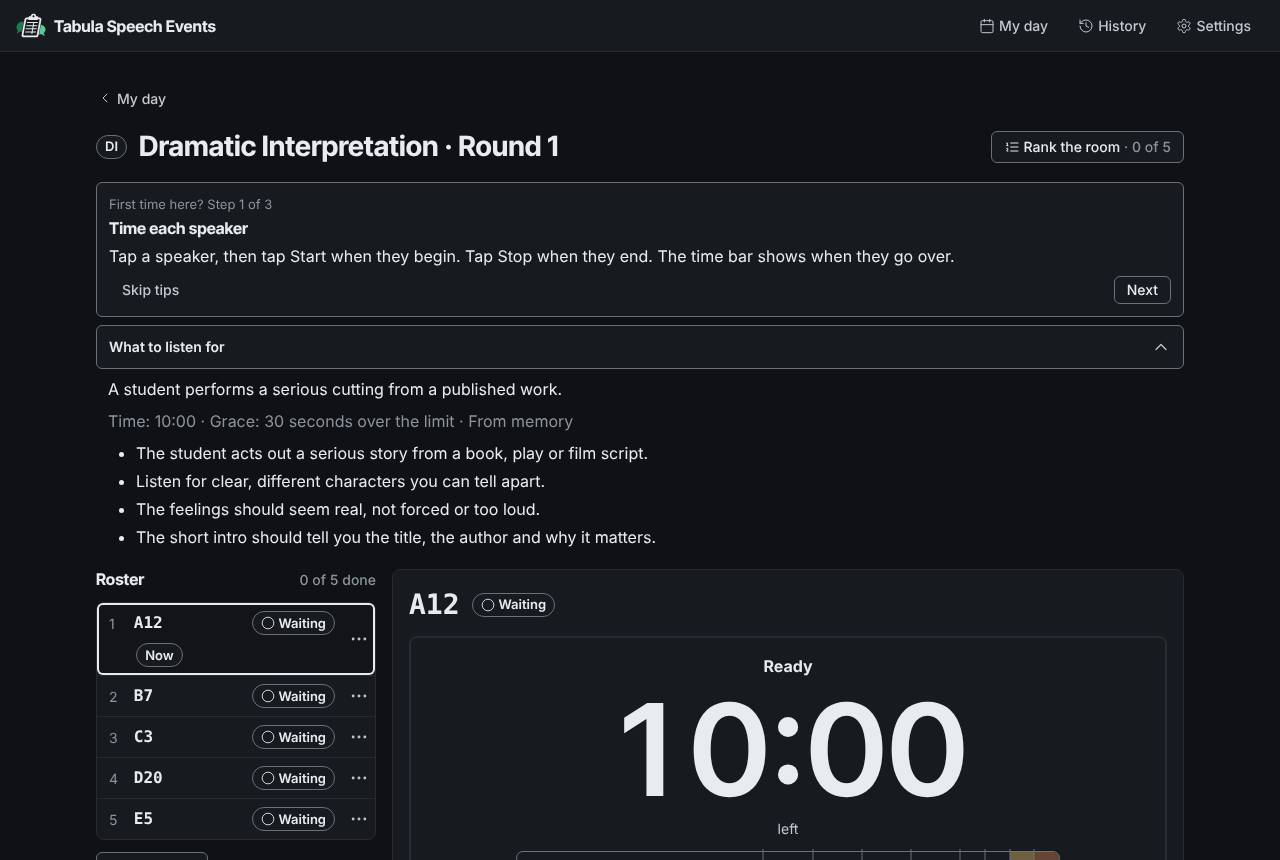 Tabula Speech Events
My day
History
Settings
My day
DI
Dramatic Interpretation · Round 1
Rank the room · 0 of 5
First time here? Step 1 of 3
Time each speaker
Tap a speaker, then tap Start when they begin. Tap Stop when they end. The time bar shows when they go over.
Skip tips
Next
What to listen for
A student performs a serious cutting from a published work.
Time: 10:00 · Grace: 30 seconds over the limit · From memory
• The student acts out a serious story from a book, play or film script.
• Listen for clear, different characters you can tell apart.
• The feelings should seem real, not forced or too loud.
• The short intro should tell you the title, the author and why it matters.
Roster
0 of 5 done
1 A12 Waiting
Now
2 B7 Waiting
3 C3 Waiting
4 D20 Waiting
5 E5 Waiting
A12 Waiting
Ready
10:00
left